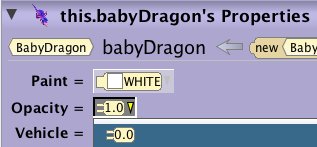 this.babyDragon's Properties
BabyDragon babyDragon new Baby
Paint = WHITE
Opacity = 1.0
Vehicle = 0.0